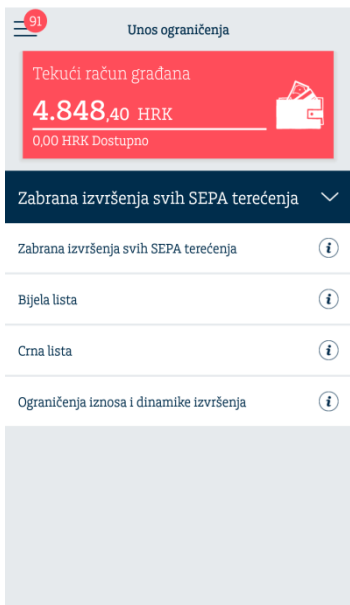 91
Unos ograničenja
Tekući račun građana
4.848,40 HRK
0,00 HRK Dostupno
Zabrana izvršenja svih SEPA terećenja
Zabrana izvršenja svih SEPA terećenja
i
Bijela lista
i
Crna lista
i
Ograničenja iznosa i dinamike izvršenja
i